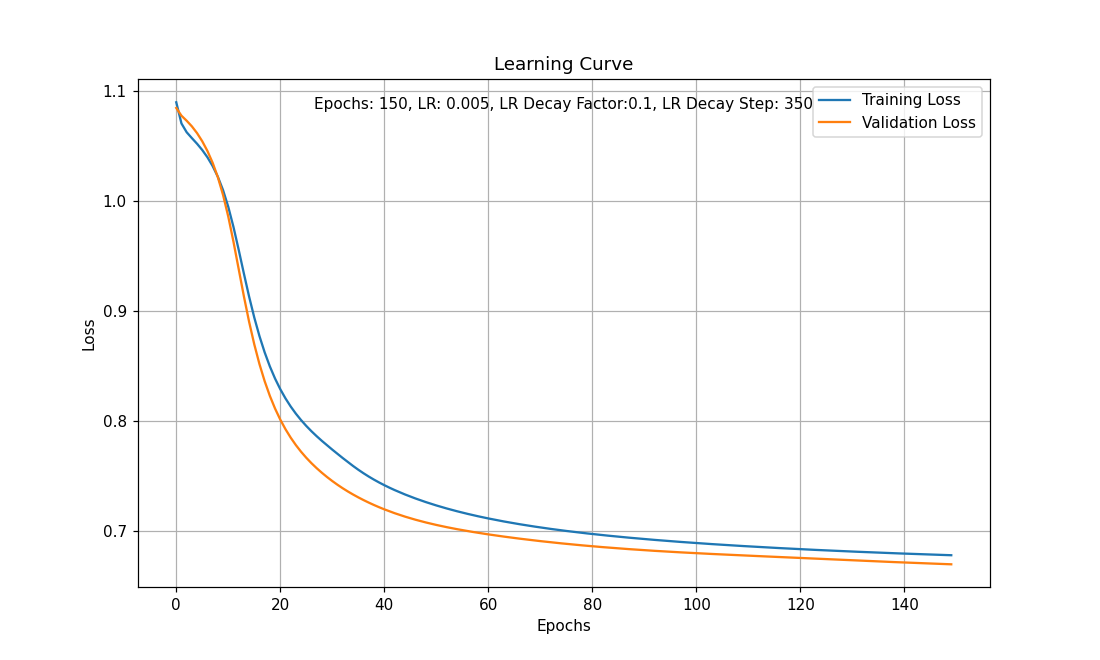 Learning Curve
1.1
Epochs: 150, LR: 0.005, LR Decay Factor:0.1, LR Decay Step: 350
Training Loss
Validation Loss
1.0
0.9
0.8
0.7
Loss
0 20 40 60 80 100 120 140
Epochs